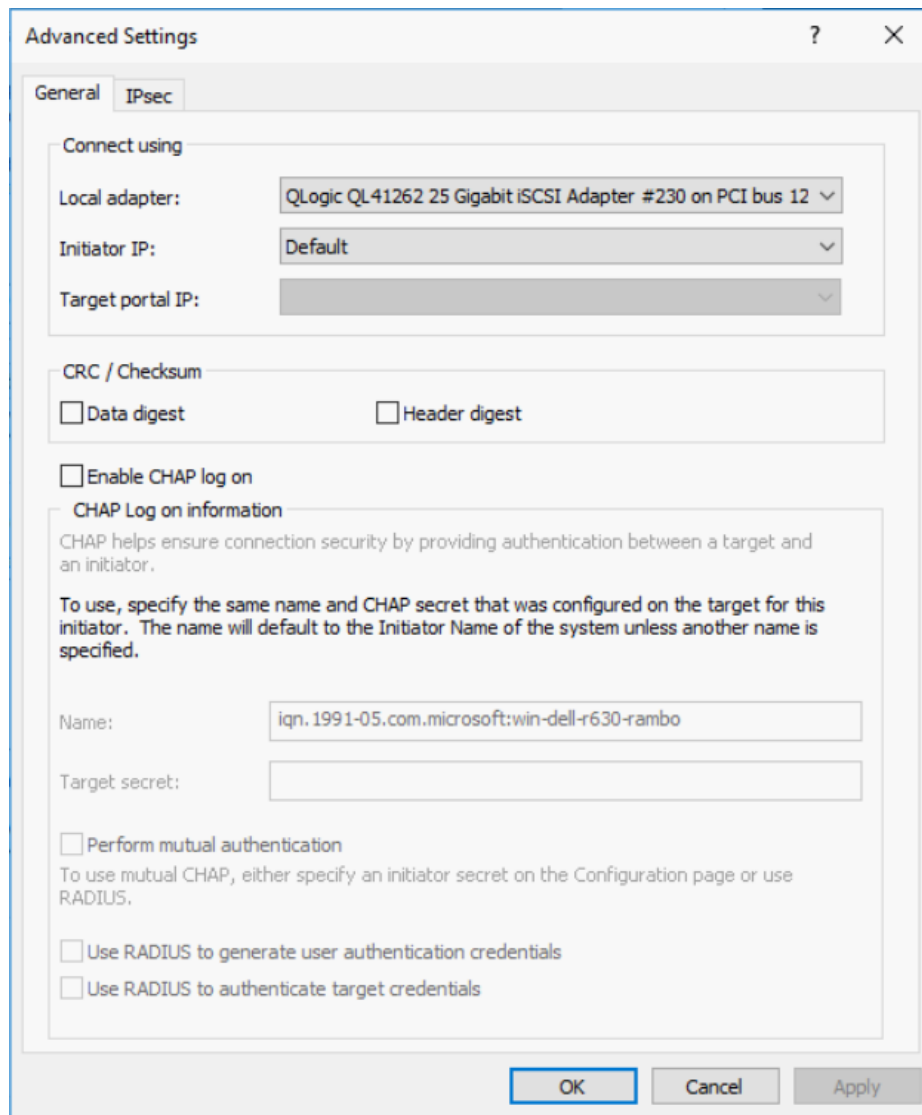 Advanced Settings
?
General
IPsec
Connect using
Local adapter:
QLogic QL41262 25 Gigabit iSCSI Adapter #230 on PCI bus 12
Initiator IP:
Default
Target portal IP:
CRC / Checksum
Data digest
Header digest
Enable CHAP log on
CHAP Log on information
CHAP helps ensure connection security by providing authentication between a target and
an initiator.
To use, specify the same name and CHAP secret that was configured on the target for this
initiator. The name will default to the Initiator Name of the system unless another name is
specified.
Name:
iqn.1991-05.com.microsoft:win-dell-r630-rambo
Target secret:
Perform mutual authentication
To use mutual CHAP, either specify an initiator secret on the Configuration page or use
RADIUS.
Use RADIUS to generate user authentication credentials
Use RADIUS to authenticate target credentials
OK
Cancel
Apply